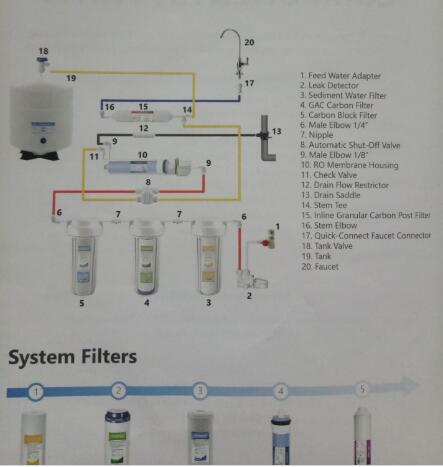 18
20
19
17
16
15
14
12
13
9
11
10
9
8
6
7
7
6
1
5
4
3
2
1. Feed Water Adapter
2. Leak Detector
3. Sediment Water Filter
4. GAC Carbon Filter
5. Carbon Block Filter
6. Male Elbow 1/4"
7. Nipple
8. Automatic Shut-Off Valve
9. Male Elbow 1/8"
10. RO Membrane Housing
11. Check Valve
12. Drain Flow Restrictor
13. Drain Saddle
14. Stem Tee
15. Inline Granular Carbon Post Filter
16. Stem Elbow
17. Quick-Connect Faucet Connector
18. Tank Valve
19. Tank
20. Faucet
System Filters
1
2
3
4
5